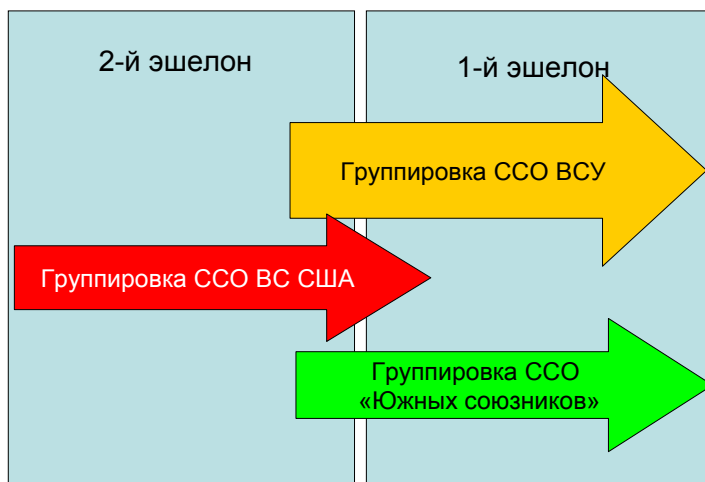 2-й эшелон
1-й эшелон
Группировка ССО ВСУ
Группировка ССО ВС США
Группировка ССО
«Южных союзников»